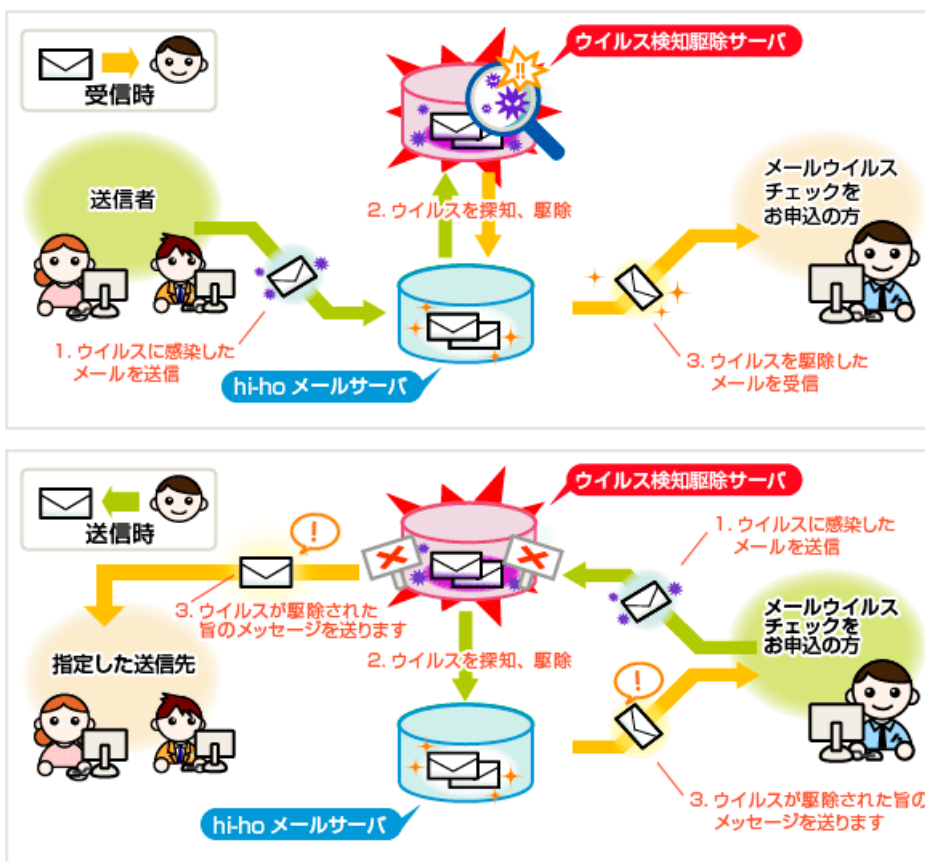 受信時
ウイルス検知駆除サーバ
送信者
2. ウイルスを探知、駆除
メールウイルス
チェックを
お申込の方
1. ウイルスに感染した
メールを送信
3. ウイルスを駆除した
メールを受信
hi-ho メールサーバ
送信時
ウイルス検知駆除サーバ
1. ウイルスに感染した
メールを送信
3. ウイルスが駆除された
旨のメッセージを送ります
メールウイルス
チェックを
お申込の方
指定した送信先
2. ウイルスを探知、駆除
3. ウイルスが駆除された旨の
メッセージを送ります
hi-ho メールサーバ